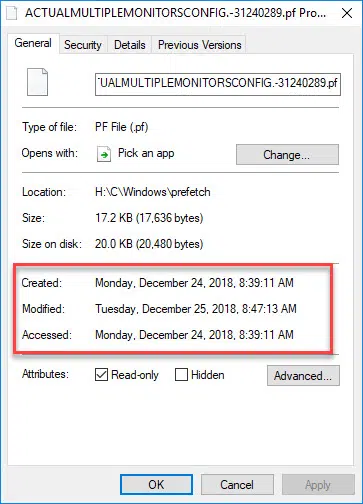 ACTUALMULTIPLEMONITORSCONFIG.-31240289.pf Pro...
General Security Details Previous Versions
UALMULTIPLEMONITORSCONFIG.-31240289.pf
Type of file: PF File (.pf)
Opens with: Pick an app Change...
Location: H:\C\Windows\prefetch
Size: 17.2 KB (17,636 bytes)
Size on disk: 20.0 KB (20,480 bytes)
Created: Monday, December 24, 2018, 8:39:11 AM
Modified: Tuesday, December 25, 2018, 8:47:13 AM
Accessed: Monday, December 24, 2018, 8:39:11 AM
Attributes: Read-only Hidden Advanced...
OK Cancel Apply